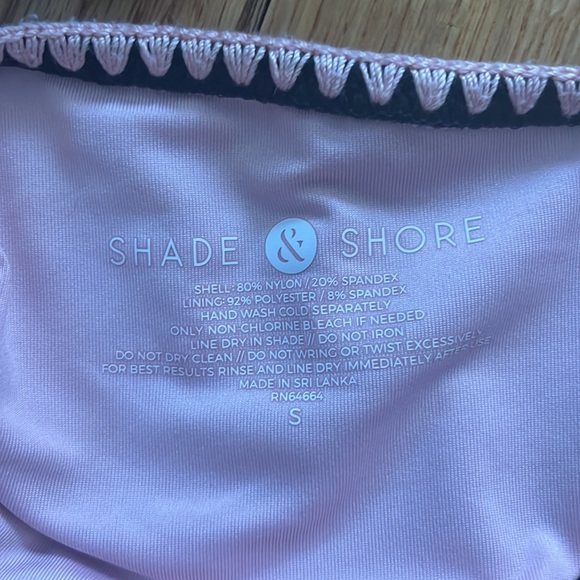 SHADE & SHORE
SHELL: 80% NYLON / 20% SPANDEX
LINING: 92% POLYESTER / 8% SPANDEX
HAND WASH COLD SEPARATELY
ONLY NON-CHLORINE BLEACH IF NEEDED
LINE DRY IN SHADE // DO NOT IRON
DO NOT DRY CLEAN // DO NOT WRING OR TWIST EXCESSIVELY
FOR BEST RESULTS RINSE AND LINE DRY IMMEDIATELY AFTER USE
MADE IN SRI LANKA
RN64664
S